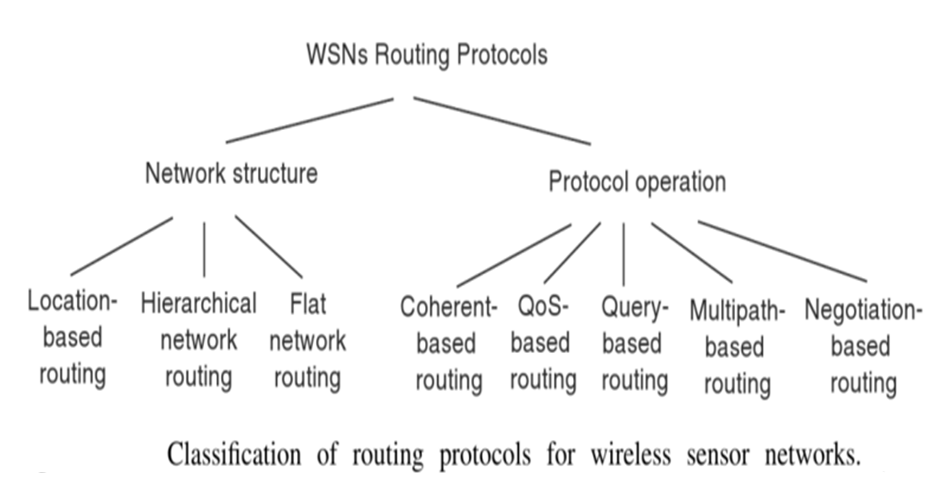 WSNs Routing Protocols
Network structure
Protocol operation
Location-
based
routing
Hierarchical
network
routing
Flat
network
routing
Coherent-
based
routing
QoS-
based
routing
Query-
based
routing
Multipath-
based
routing
Negotiation-
based
routing
Classification of routing protocols for wireless sensor networks.